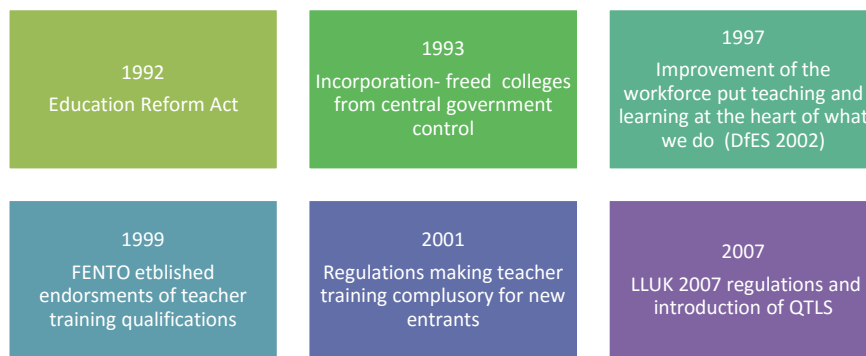 1992
Education Reform Act
1993
Incorporation- freed  colleges
from central government
control
1997
Improvement of the
workforce put teaching and
learning at the heart of what
we do  (DfES 2002)
1999
FENTO etblished
endorsments of teacher
training qualifications
2001
Regulations making teacher
training complusory for new
entrants
2007
LLUK 2007 regulations and
introduction of QTLS